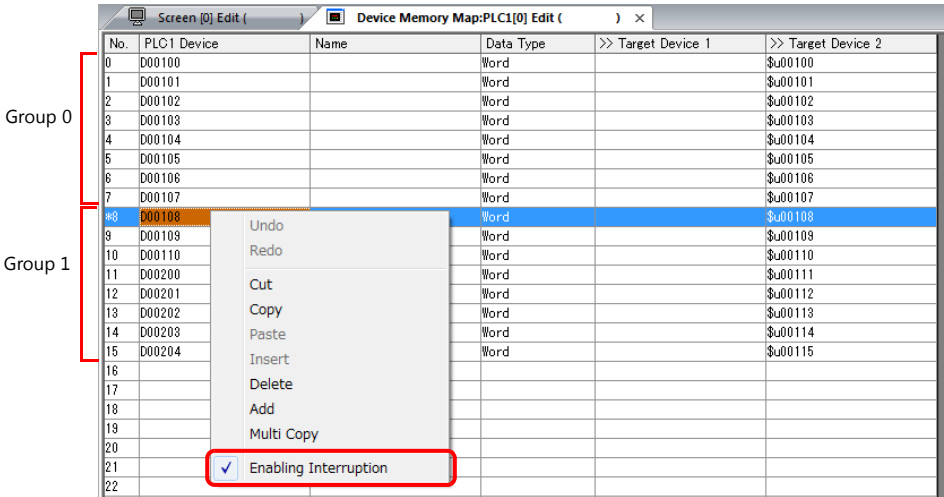 Screen [0] Edit ( ) Device Memory Map:PLC1[0] Edit ( ) ×
No. PLC1 Device Name Data Type >> Target Device 1 >> Target Device 2
0 D00100 Word $u00100
1 D00101 Word $u00101
2 D00102 Word $u00102
Group 0
3 D00103 Word $u00103
4 D00104 Word $u00104
5 D00105 Word $u00105
6 D00106 Word $u00106
7 D00107 Word $u00107
*8 D00108 Word $u00108
9 D00109 Word $u00109
10 D00110 Word $u00110
Group 1
11 D00200 Word $u00111
12 D00201 Word $u00112
13 D00202 Word $u00113
14 D00203 Word $u00114
15 D00204 Word $u00115
16
17
18
19
20
21
22
Undo
Redo
Cut
Copy
Paste
Insert
Delete
Add
Multi Copy
Enabling Interruption